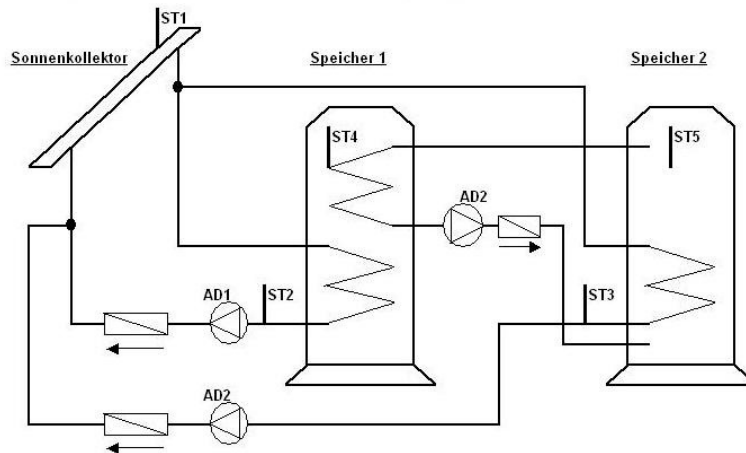 ST1
Sonnenkollektor
Speicher 1
Speicher 2
ST4
ST5
AD2
AD1
ST2
ST3
AD2